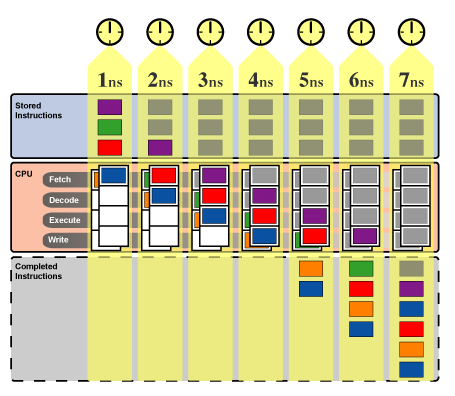 1ns 2ns 3ns 4ns 5ns 6ns 7ns
Stored
Instructions
CPU
Fetch
Decode
Execute
Write
Completed
Instructions